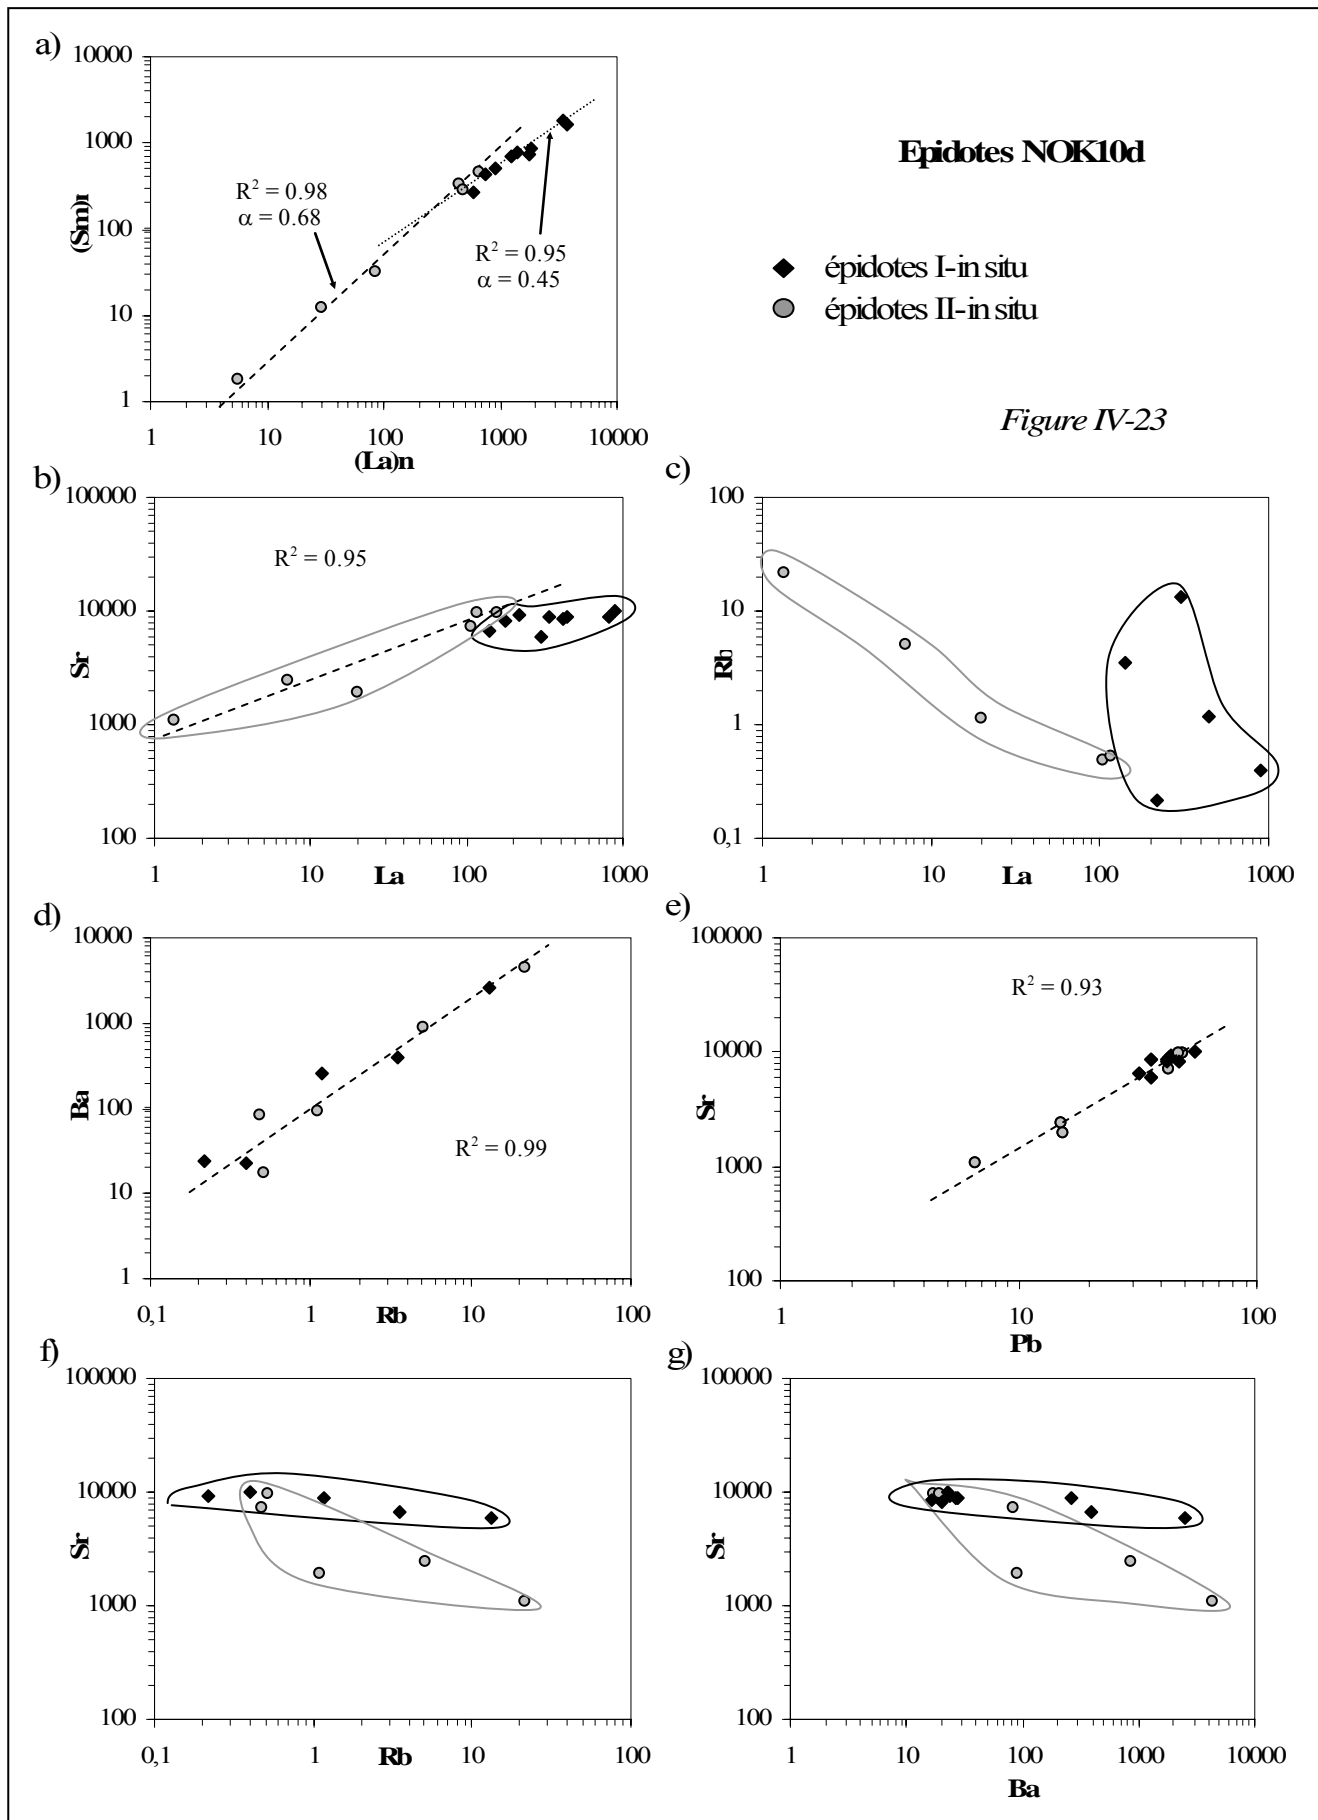 a)
10000
1000
100
10
1
(Sm)n
R² = 0.98
α = 0.68
R² = 0.95
α = 0.45
1 10 100 1000 10000
(La)n
Epidotes NOK10d
épidotes I-in situ
épidotes II-in situ
Figure IV-23
b)
100000
10000
1000
100
Sr
R² = 0.95
1 10 100 1000
La
c)
100
10
1
0,1
Rb
1 10 100 1000
La
d)
10000
1000
100
10
1
Ba
R² = 0.99
0,1 1 10 100
Rb
e)
100000
10000
1000
100
Sr
R² = 0.93
1 10 100
Pb
f)
100000
10000
1000
100
Sr
0,1 1 10 100
Rb
g)
100000
10000
1000
100
Sr
1 10 100 1000 10000
Ba